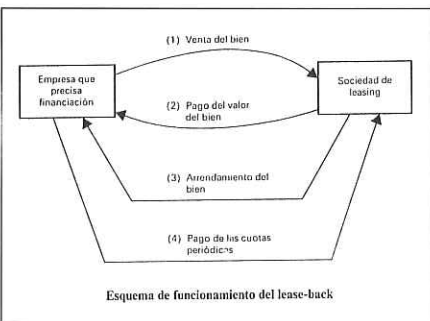 (1) Venta del bien
Empresa que
precisa
financiación
Sociedad de
leasing
(2) Pago del valor
del bien
(3) Arrendamiento del
bien
(4) Pago de las cuotas
periódicas
Esquema de funcionamiento del lease-back